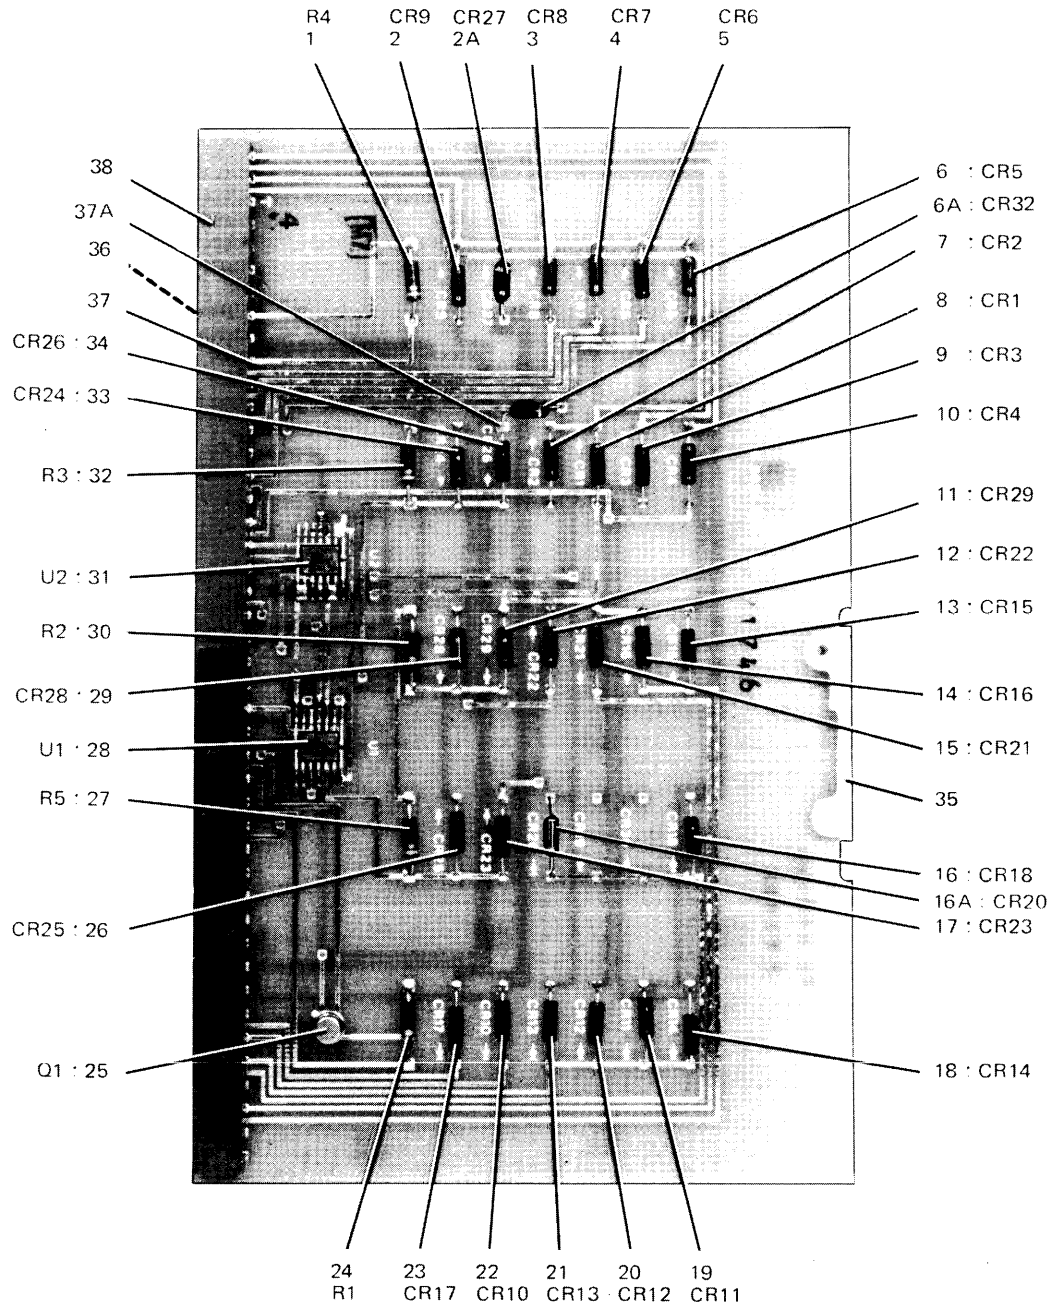 R4 CR9 CR27 CR8 CR7 CR6
1 2 2A 3 4 5
38
37A
36
37
CR26 : 34
CR24 : 33
R3 : 32
U2 : 31
R2 : 30
CR28 : 29
U1 : 28
R5 : 27
CR25 : 26
Q1 : 25
6 : CR5
6A : CR32
7 : CR2
8 : CR1
9 : CR3
10 : CR4
11 : CR29
12 : CR22
13 : CR15
14 : CR16
15 : CR21
35
16 : CR18
16A : CR20
17 : CR23
18 : CR14
1746
CR22
CR23
24 23 22 21 20 19
R1 CR17 CR10 CR13 CR12 CR11